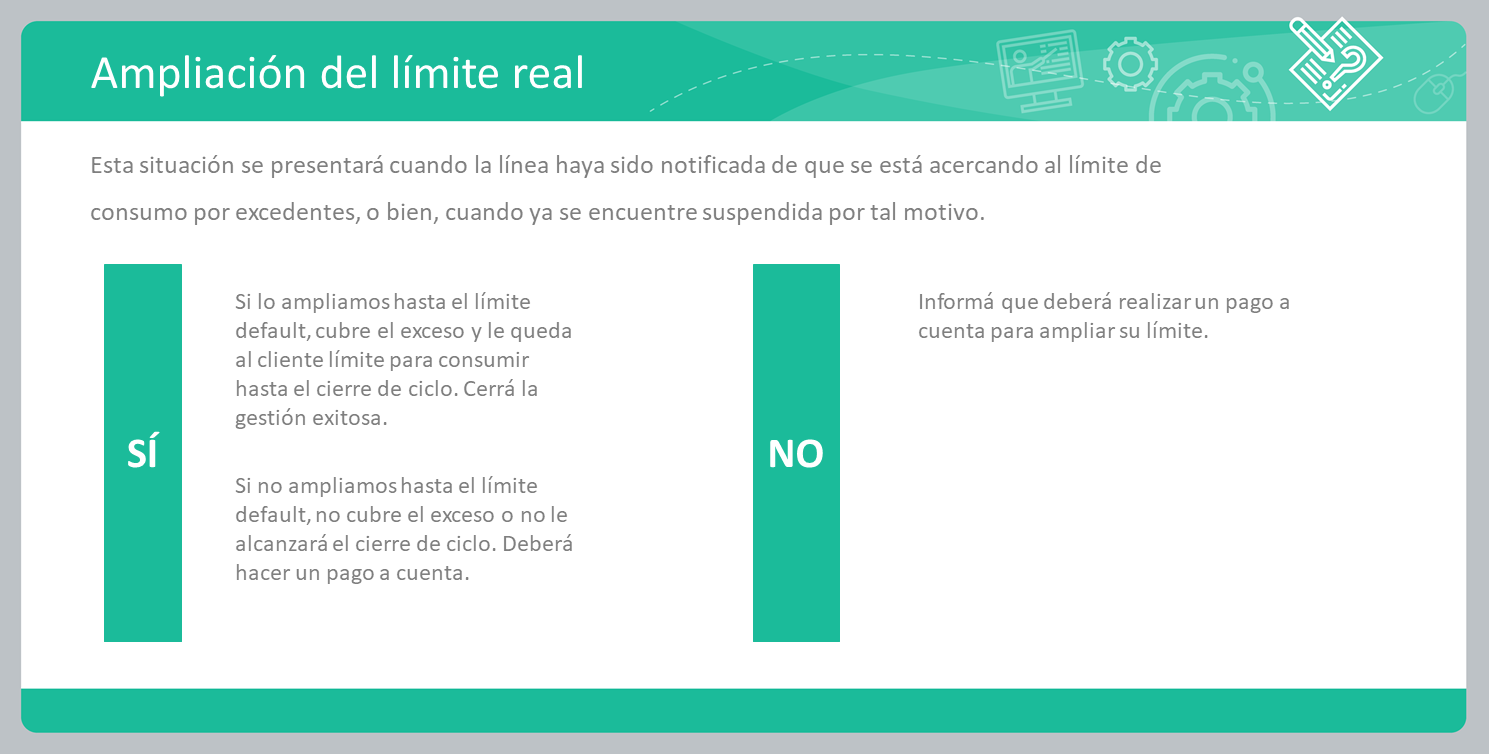 Ampliación del límite real
Esta situación se presentará cuando la línea haya sido notificada de que se está acercando al límite de
consumo por excedentes, o bien, cuando ya se encuentre suspendida por tal motivo.
SÍ
Si lo ampliamos hasta el límite
default, cubre el exceso y le queda
al cliente límite para consumir
hasta el cierre de ciclo. Cerrá la
gestión exitosa.
Si no ampliamos hasta el límite
default, no cubre el exceso o no le
alcanzará el cierre de ciclo. Deberá
hacer un pago a cuenta.
NO
Informá que deberá realizar un pago a
cuenta para ampliar su límite.